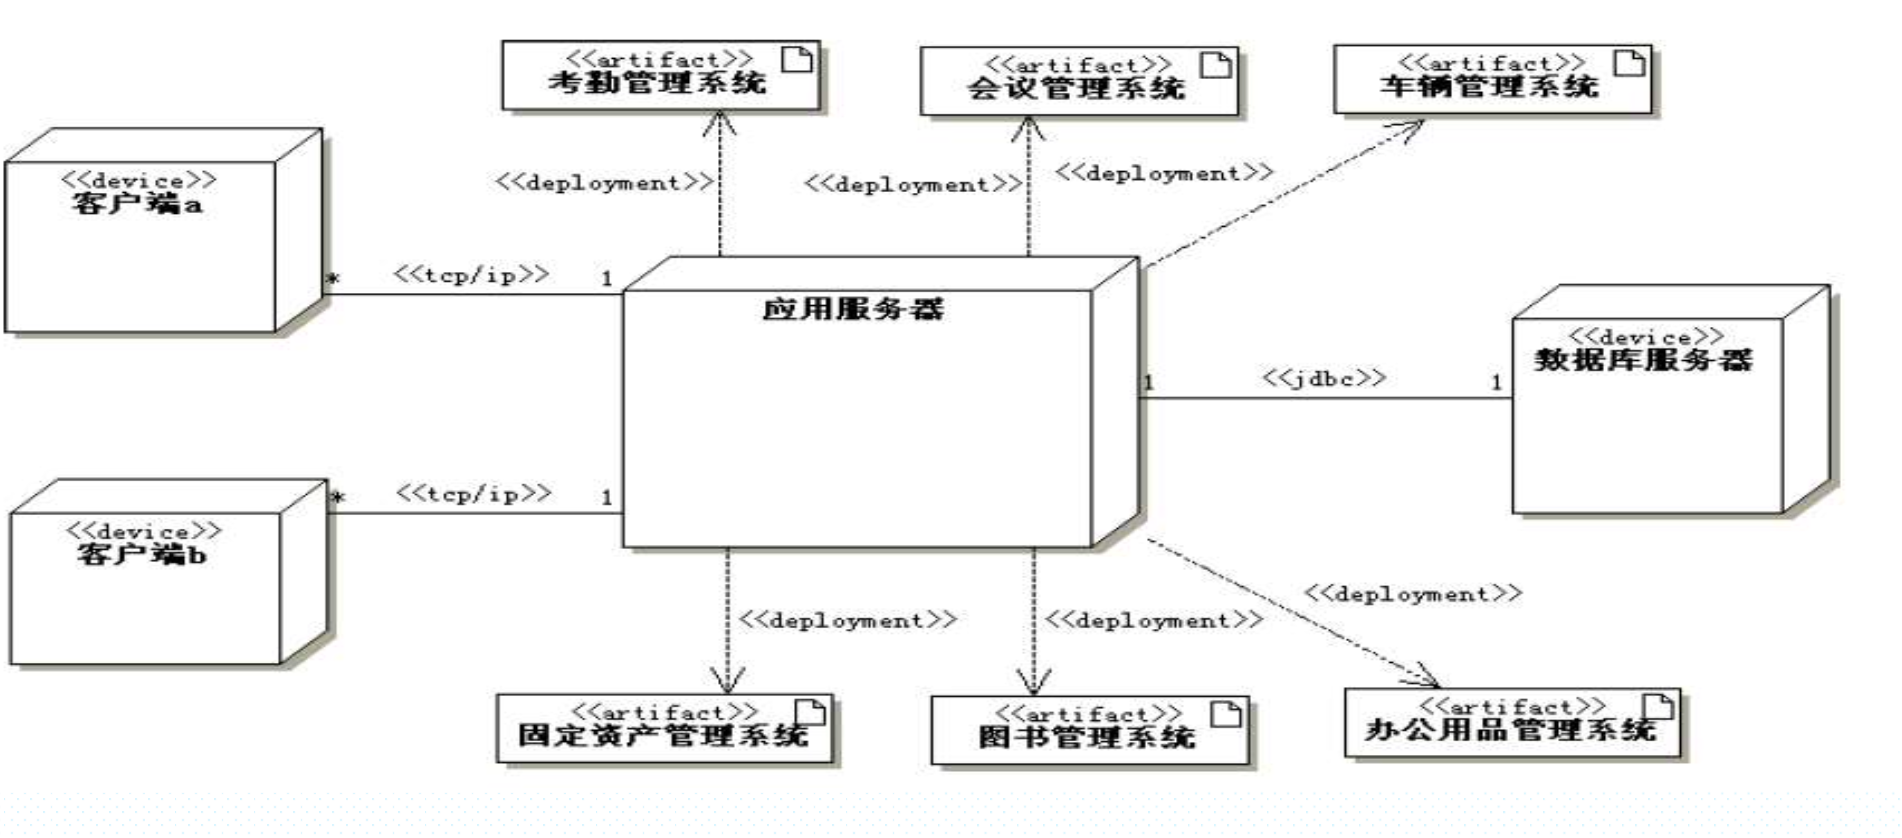 <<artifact>>
考勤管理系统
<<artifact>>
会议管理系统
<<artifact>>
车辆管理系统
<<device>>
客户端a
<<deployment>>
<<deployment>>
<<deployment>>
* <<tcp/ip>> 1
应用服务器
<<device>>
数据库服务器
1 <<jdbc>> 1
* <<tcp/ip>> 1
<<device>>
客户端b
<<deployment>>
<<deployment>>
<<deployment>>
<<artifact>>
固定资产管理系统
<<artifact>>
图书管理系统
<<artifact>>
办公用品管理系统